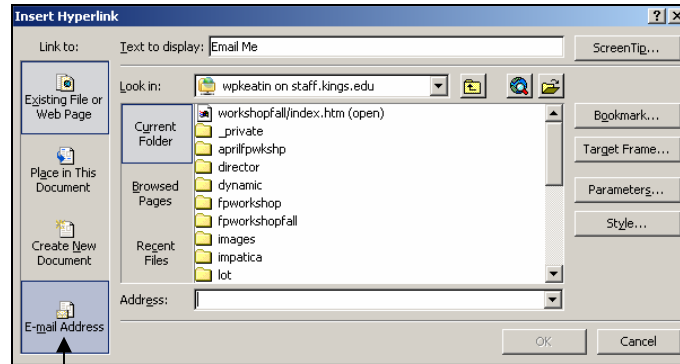 Insert Hyperlink
Link to:
Text to display: Email Me
ScreenTip...
Existing File or
Web Page
Look in:
wpkeatin on staff.kings.edu
Current
Folder
workshopfall/index.htm (open)
_private
aprilfpwkshp
director
dynamic
fpworkshop
fpworkshopfall
images
impatica
lot
Bookmark...
Target Frame...
Parameters...
Style...
Place in This
Document
Browsed
Pages
Create New
Document
Recent
Files
E-mail Address
Address:
OK
Cancel